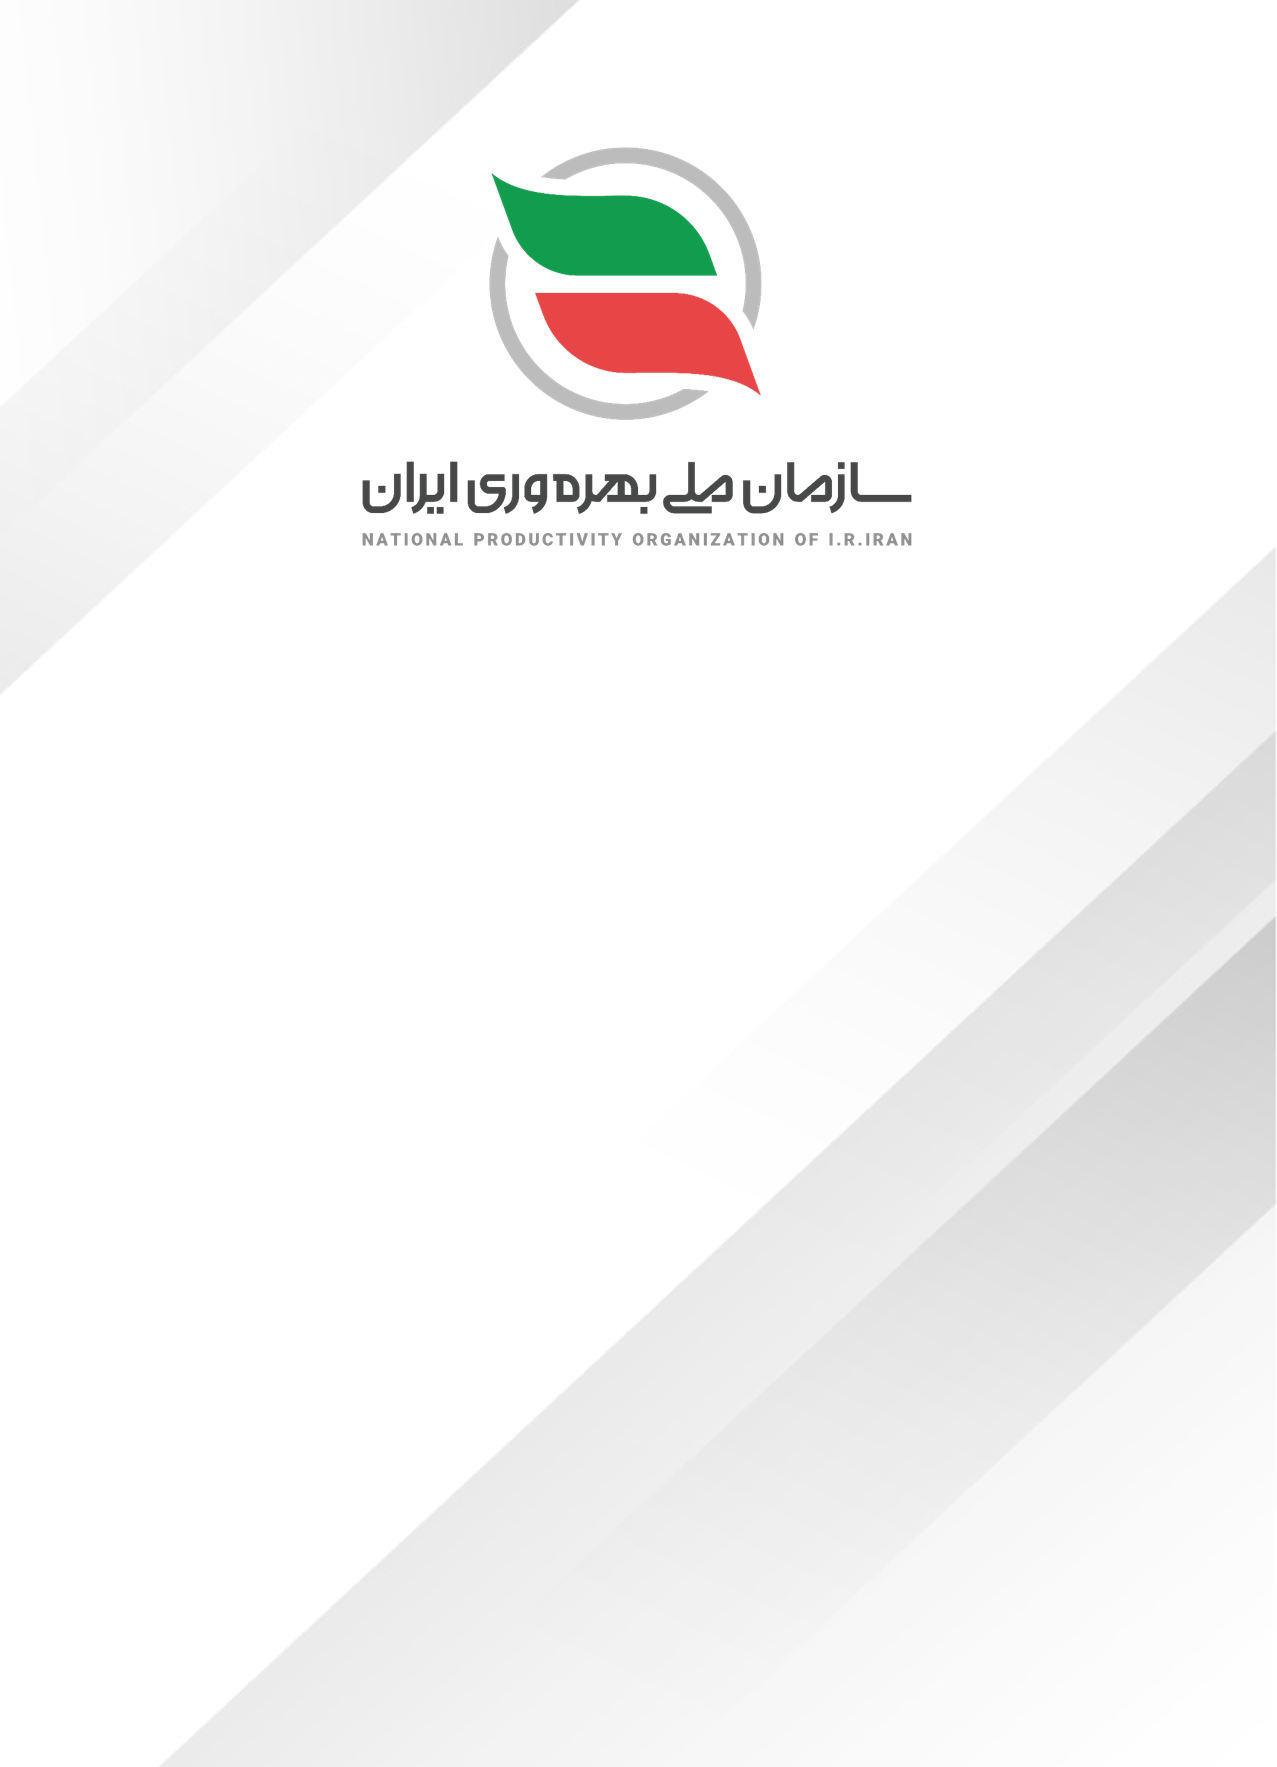 سازمان ملی بهره‌وری ایران
NATIONAL PRODUCTIVITY ORGANIZATION OF I.R.IRAN